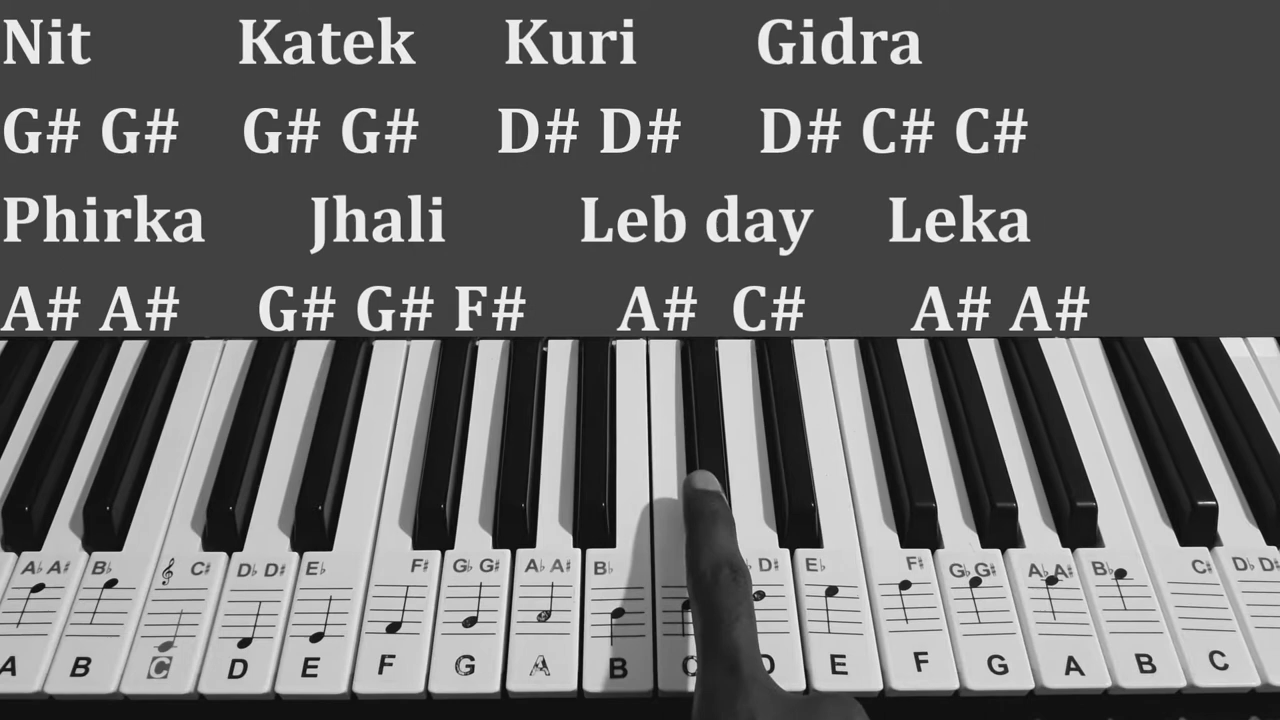 Nit Katek Kuri Gidra
G# G# G# G# D# D# D# C# C#
Phirka Jhali Leb day Leka
A# A# G# G# F# A# C# A# A#
A♭ A♯ B♭ C♯ D♭ D♯ E♭ F♯ G♭ G♯ A♭ A♯ B♭ D♯ E♭ F♯ G♭ G♯ A♭ A♯ B♭ C♯ D♭ D♯
A B C D E F G A B C D E F G A B C